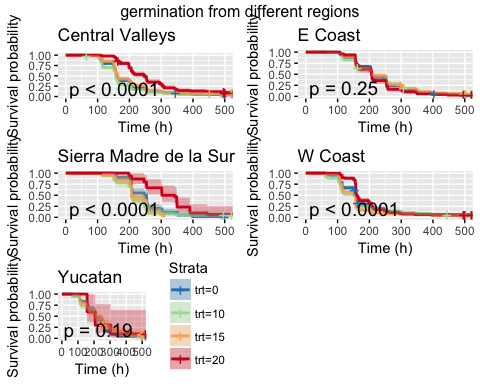 germination from different regions
Central Valleys
Survival probability
1.00
0.75
0.50
0.25
0.00
p < 0.0001
0 100 200 300 400 500
Time (h)
E Coast
Survival probability
1.00
0.75
0.50
0.25
0.00
p = 0.25
0 100 200 300 400 500
Time (h)
Sierra Madre de la Sur
Survival probability
1.00
0.75
0.50
0.25
0.00
p < 0.0001
0 100 200 300 400 500
Time (h)
W Coast
Survival probability
1.00
0.75
0.50
0.25
0.00
p < 0.0001
0 100 200 300 400 500
Time (h)
Yucatan
Survival probability
1.00
0.75
0.50
0.25
0.00
p = 0.19
0 100 200 300 400 500
Time (h)
Strata
trt=0
trt=10
trt=15
trt=20